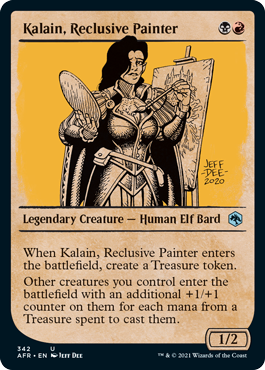 Kalain, Reclusive Painter
JEFF
-DEE-
2020
Legendary Creature — Human Elf Bard
When Kalain, Reclusive Painter enters
the battlefield, create a Treasure token.
Other creatures you control enter the
battlefield with an additional +1/+1
counter on them for each mana from a
Treasure spent to cast them.
1/2
342 U
AFR • EN Jeff Dee
™ & © 2021 Wizards of the Coast